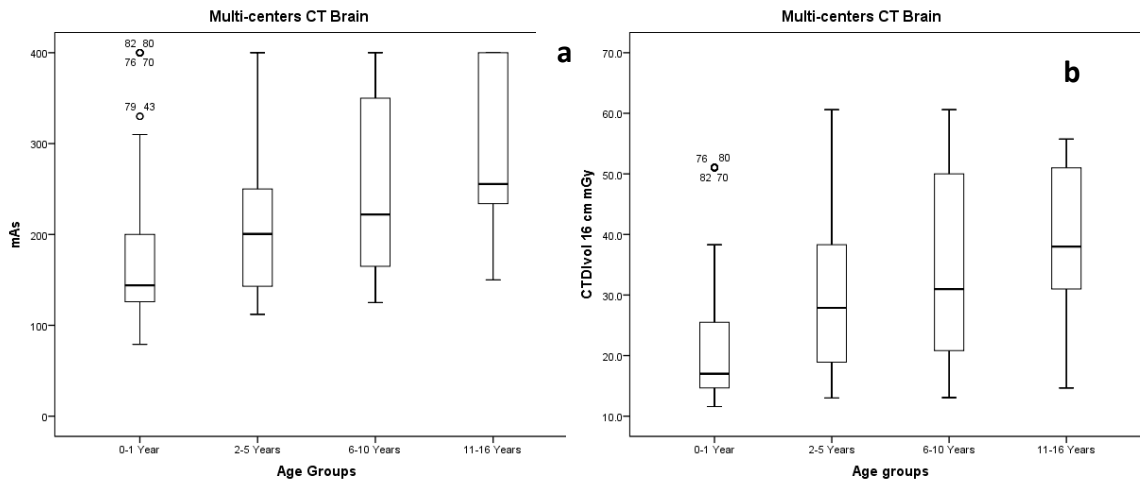 Multi-centers CT Brain
a
400
300
200
100
0
mAs
82 80
76 70
79 43
0-1 Year
2-5 Years
6-10 Years
11-16 Years
Age Groups
Multi-centers CT Brain
b
70.0
60.0
50.0
40.0
30.0
20.0
10.0
CTDIvol 16 cm mGy
76 80
82 70
0-1 Year
2-5 Years
6-10 Years
11-16 Years
Age groups